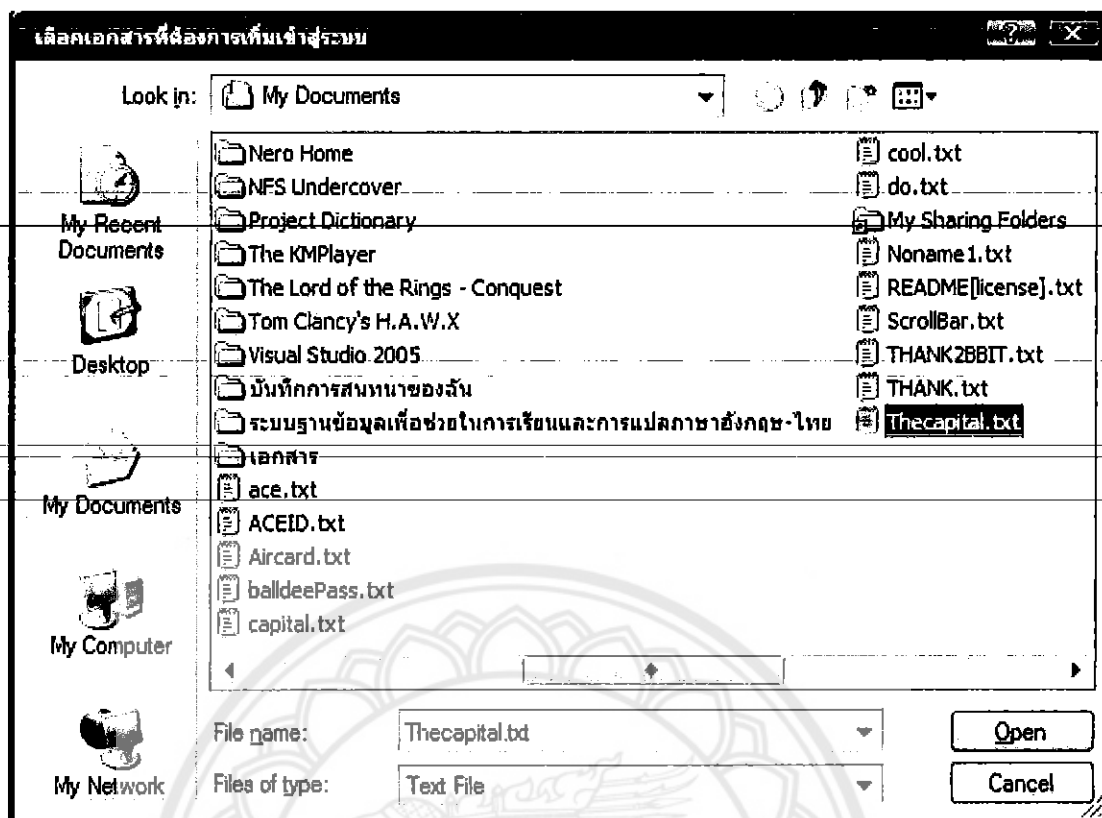 เลือกเอกสารที่ต้องการเพิ่มเข้าสู่ระบบ
Look in:
My Documents
My Recent
Documents
Desktop
My Documents
My Computer
My Network
Nero Home
NFS Undercover
Project Dictionary
The KMPlayer
The Lord of the Rings - Conquest
Tom Clancy's H.A.W.X
Visual Studio 2005
บันทึกการสนทนาของฉัน
ระบบฐานข้อมูลเพื่อช่วยในการเรียนและการแปลภาษาอังกฤษ-ไทย
เอกสาร
ace.txt
ACEID.txt
Aircard.txt
balldeePass.txt
capital.txt
cool.txt
do.txt
My Sharing Folders
Noname1.txt
README[license].txt
ScrollBar.txt
THANK2BBIT.txt
THANK.txt
Thecapital.txt
File name:
Thecapital.txt
Open
Files of type:
Text File
Cancel